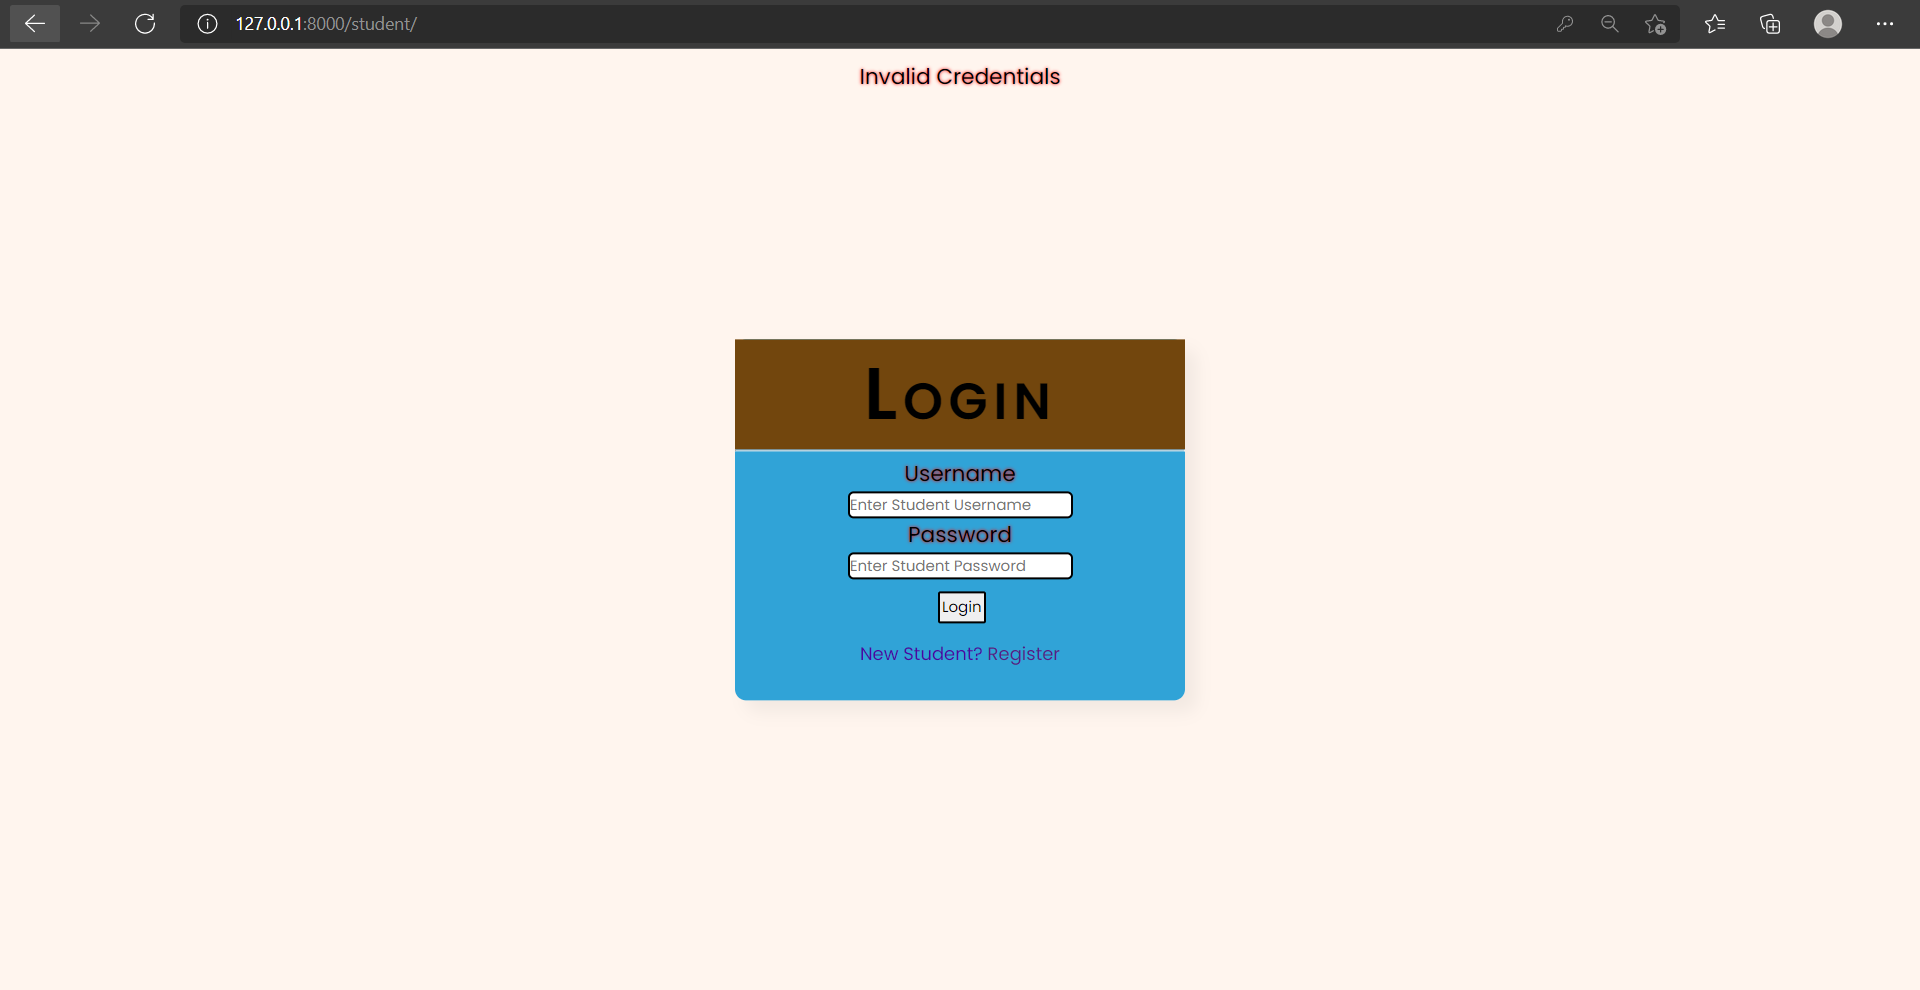 127.0.0.1:8000/student/
Invalid Credentials
Login
Username
Enter Student Username
Password
Enter Student Password
Login
New Student? Register